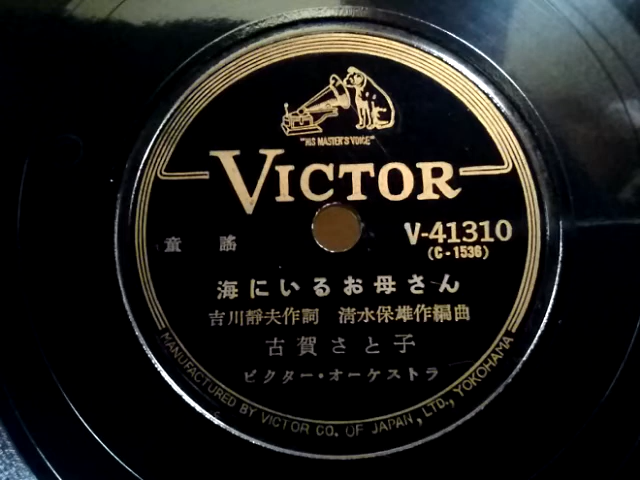 "HIS MASTER'S VOICE"
VICTOR
童謡
V-41310
(C-1536)
海にいるお母さん
吉川靜夫作詞 清水保雄作編曲
古賀さと子
ビクター・オーケストラ
MANUFACTURED BY VICTOR CO. OF JAPAN, LTD., YOKOHAMA